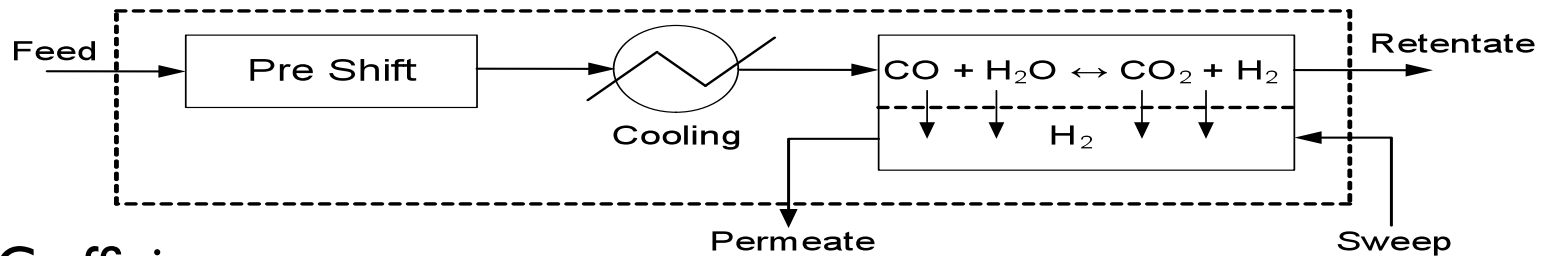 Feed
Pre Shift
Cooling
CO + H₂O ↔ CO₂ + H₂
H₂
Retentate
Permeate
Sweep